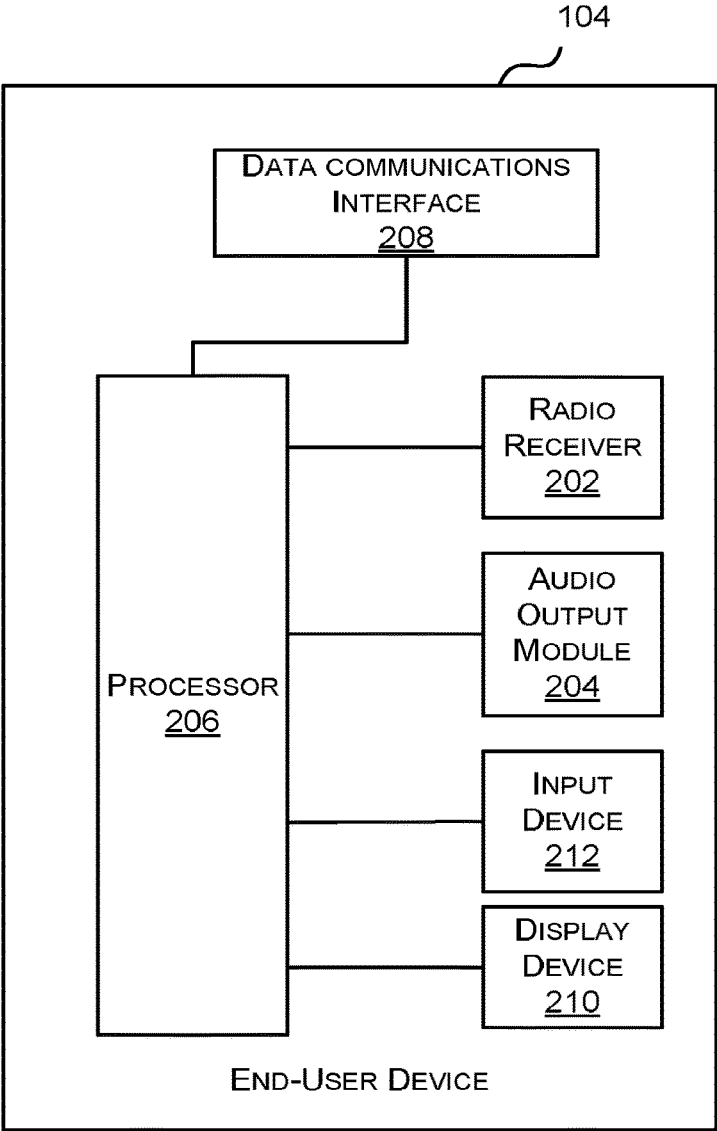 104
DATA COMMUNICATIONS
INTERFACE
208
RADIO
RECEIVER
202
AUDIO
OUTPUT
MODULE
204
PROCESSOR
206
INPUT
DEVICE
212
DISPLAY
DEVICE
210
END-USER DEVICE